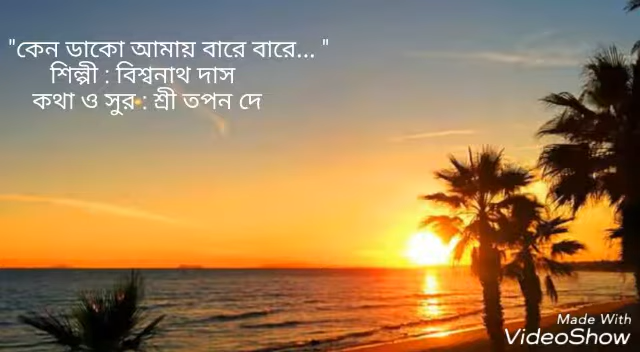 "কেন ডাকো আমায় বারে বারে... "
শিল্পী : বিশ্বনাথ দাস
কথা ও সুর : শ্রী তপন দে
Made With
VideoShow